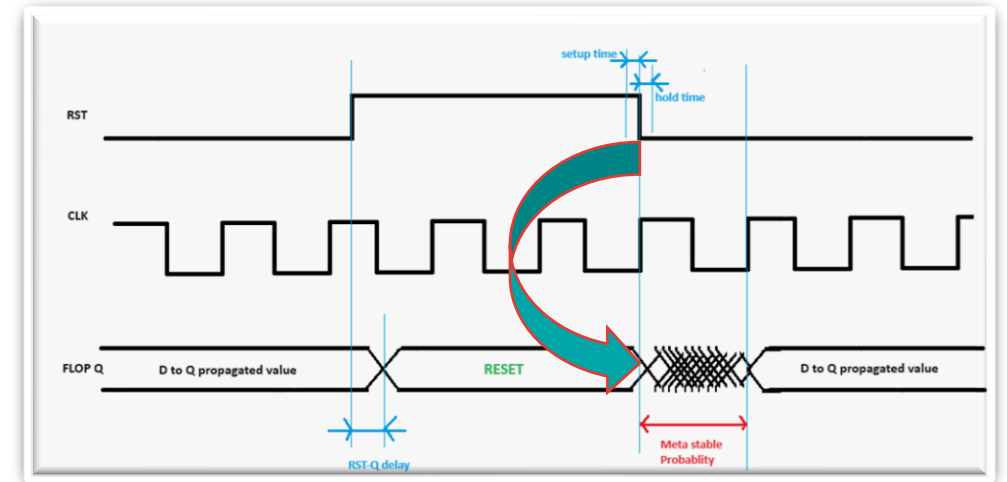 setup time
hold time
RST
CLK
FLOP Q
D to Q propagated value
RESET
D to Q propagated value
RST-Q delay
Meta stable
Probablity